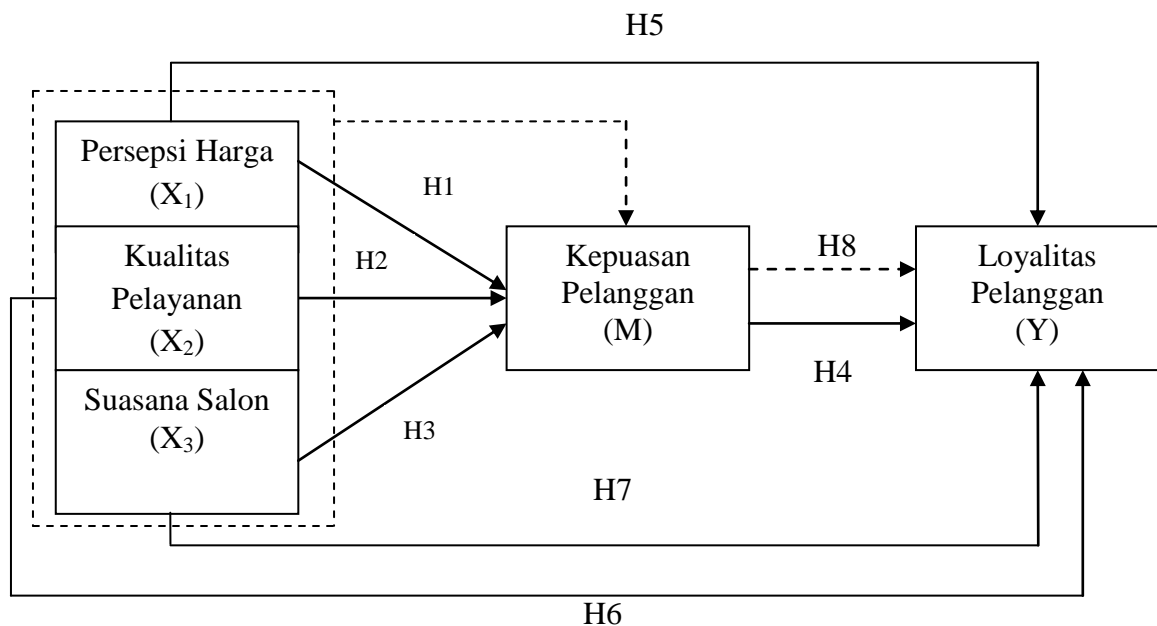 H5
Persepsi Harga
(X₁)
H1
Kualitas
Pelayanan
(X₂)
H2
Kepuasan
Pelanggan
(M)
H8
Loyalitas
Pelanggan
(Y)
H4
Suasana Salon
(X₃)
H3
H7
H6